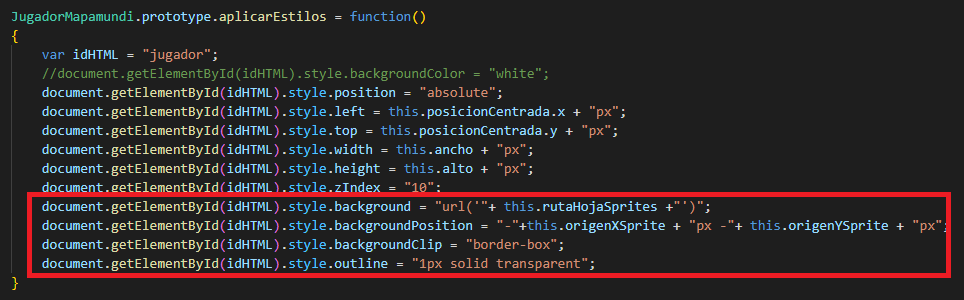 JugadorMapamundi.prototype.aplicarEstilos = function()
{
var idHTML = "jugador";
//document.getElementById(idHTML).style.backgroundColor = "white";
document.getElementById(idHTML).style.position = "absolute";
document.getElementById(idHTML).style.left = this.posicionCentrada.x + "px";
document.getElementById(idHTML).style.top = this.posicionCentrada.y + "px";
document.getElementById(idHTML).style.width = this.ancho + "px";
document.getElementById(idHTML).style.height = this.alto + "px";
document.getElementById(idHTML).style.zIndex = "10";
document.getElementById(idHTML).style.background = "url('"+ this.rutaHojaSprites +"')";
document.getElementById(idHTML).style.backgroundPosition = "-"+this.origenXSprite + "px -"+ this.origenYSprite + "px";
document.getElementById(idHTML).style.backgroundClip = "border-box";
document.getElementById(idHTML).style.outline = "1px solid transparent";
}